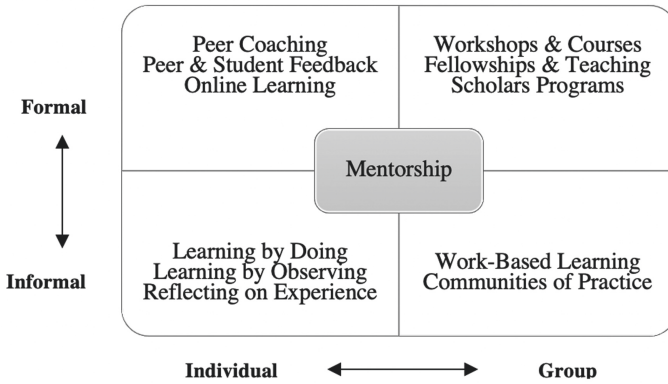 Peer Coaching
Peer & Student Feedback
Online Learning
Workshops & Courses
Fellowships & Teaching
Scholars Programs
Formal
Mentorship
Informal
Learning by Doing
Learning by Observing
Reflecting on Experience
Work-Based Learning
Communities of Practice
Individual
Group